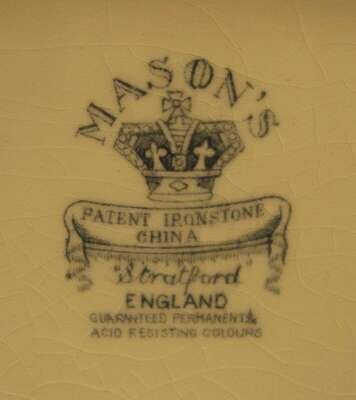 MASON'S
PATENT IRONSTONE
CHINA
"Stratford
ENGLAND
GUARANTEED PERMANENT &
ACID RESISTING COLOURS